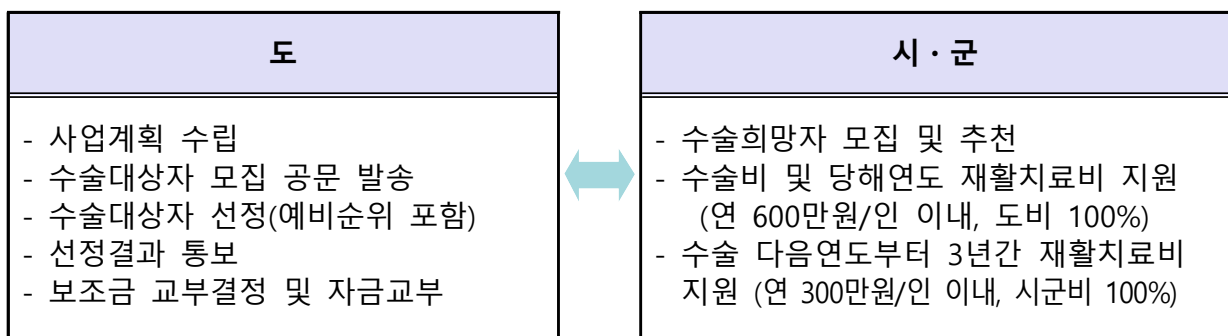 도
- 사업계획 수립
- 수술대상자 모집 공문 발송
- 수술대상자 선정(예비순위 포함)
- 선정결과 통보
- 보조금 교부결정 및 자금교부
시・군
- 수술희망자 모집 및 추천
- 수술비 및 당해연도 재활치료비 지원
(연 600만원/인 이내, 도비 100%)
- 수술 다음연도부터 3년간 재활치료비
지원 (연 300만원/인 이내, 시군비 100%)